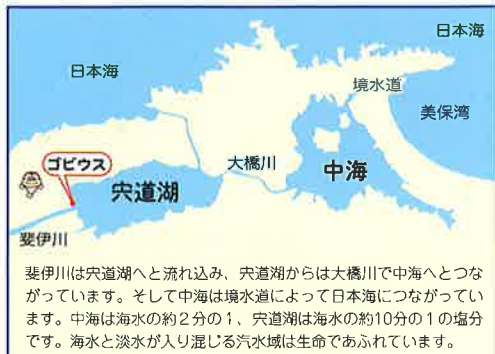 日本海
日本海
境水道
美保湾
ゴビウス
大橋川
中海
宍道湖
斐伊川
斐伊川は宍道湖へと流れ込み、宍道湖からは大橋川で中海へとつな
がっています。そして中海は境水道によって日本海につながってい
ます。中海は海水の約2分の1、宍道湖は海水の約10分の1の塩分
です。海水と淡水が入り混じる汽水域は生命であふれています。